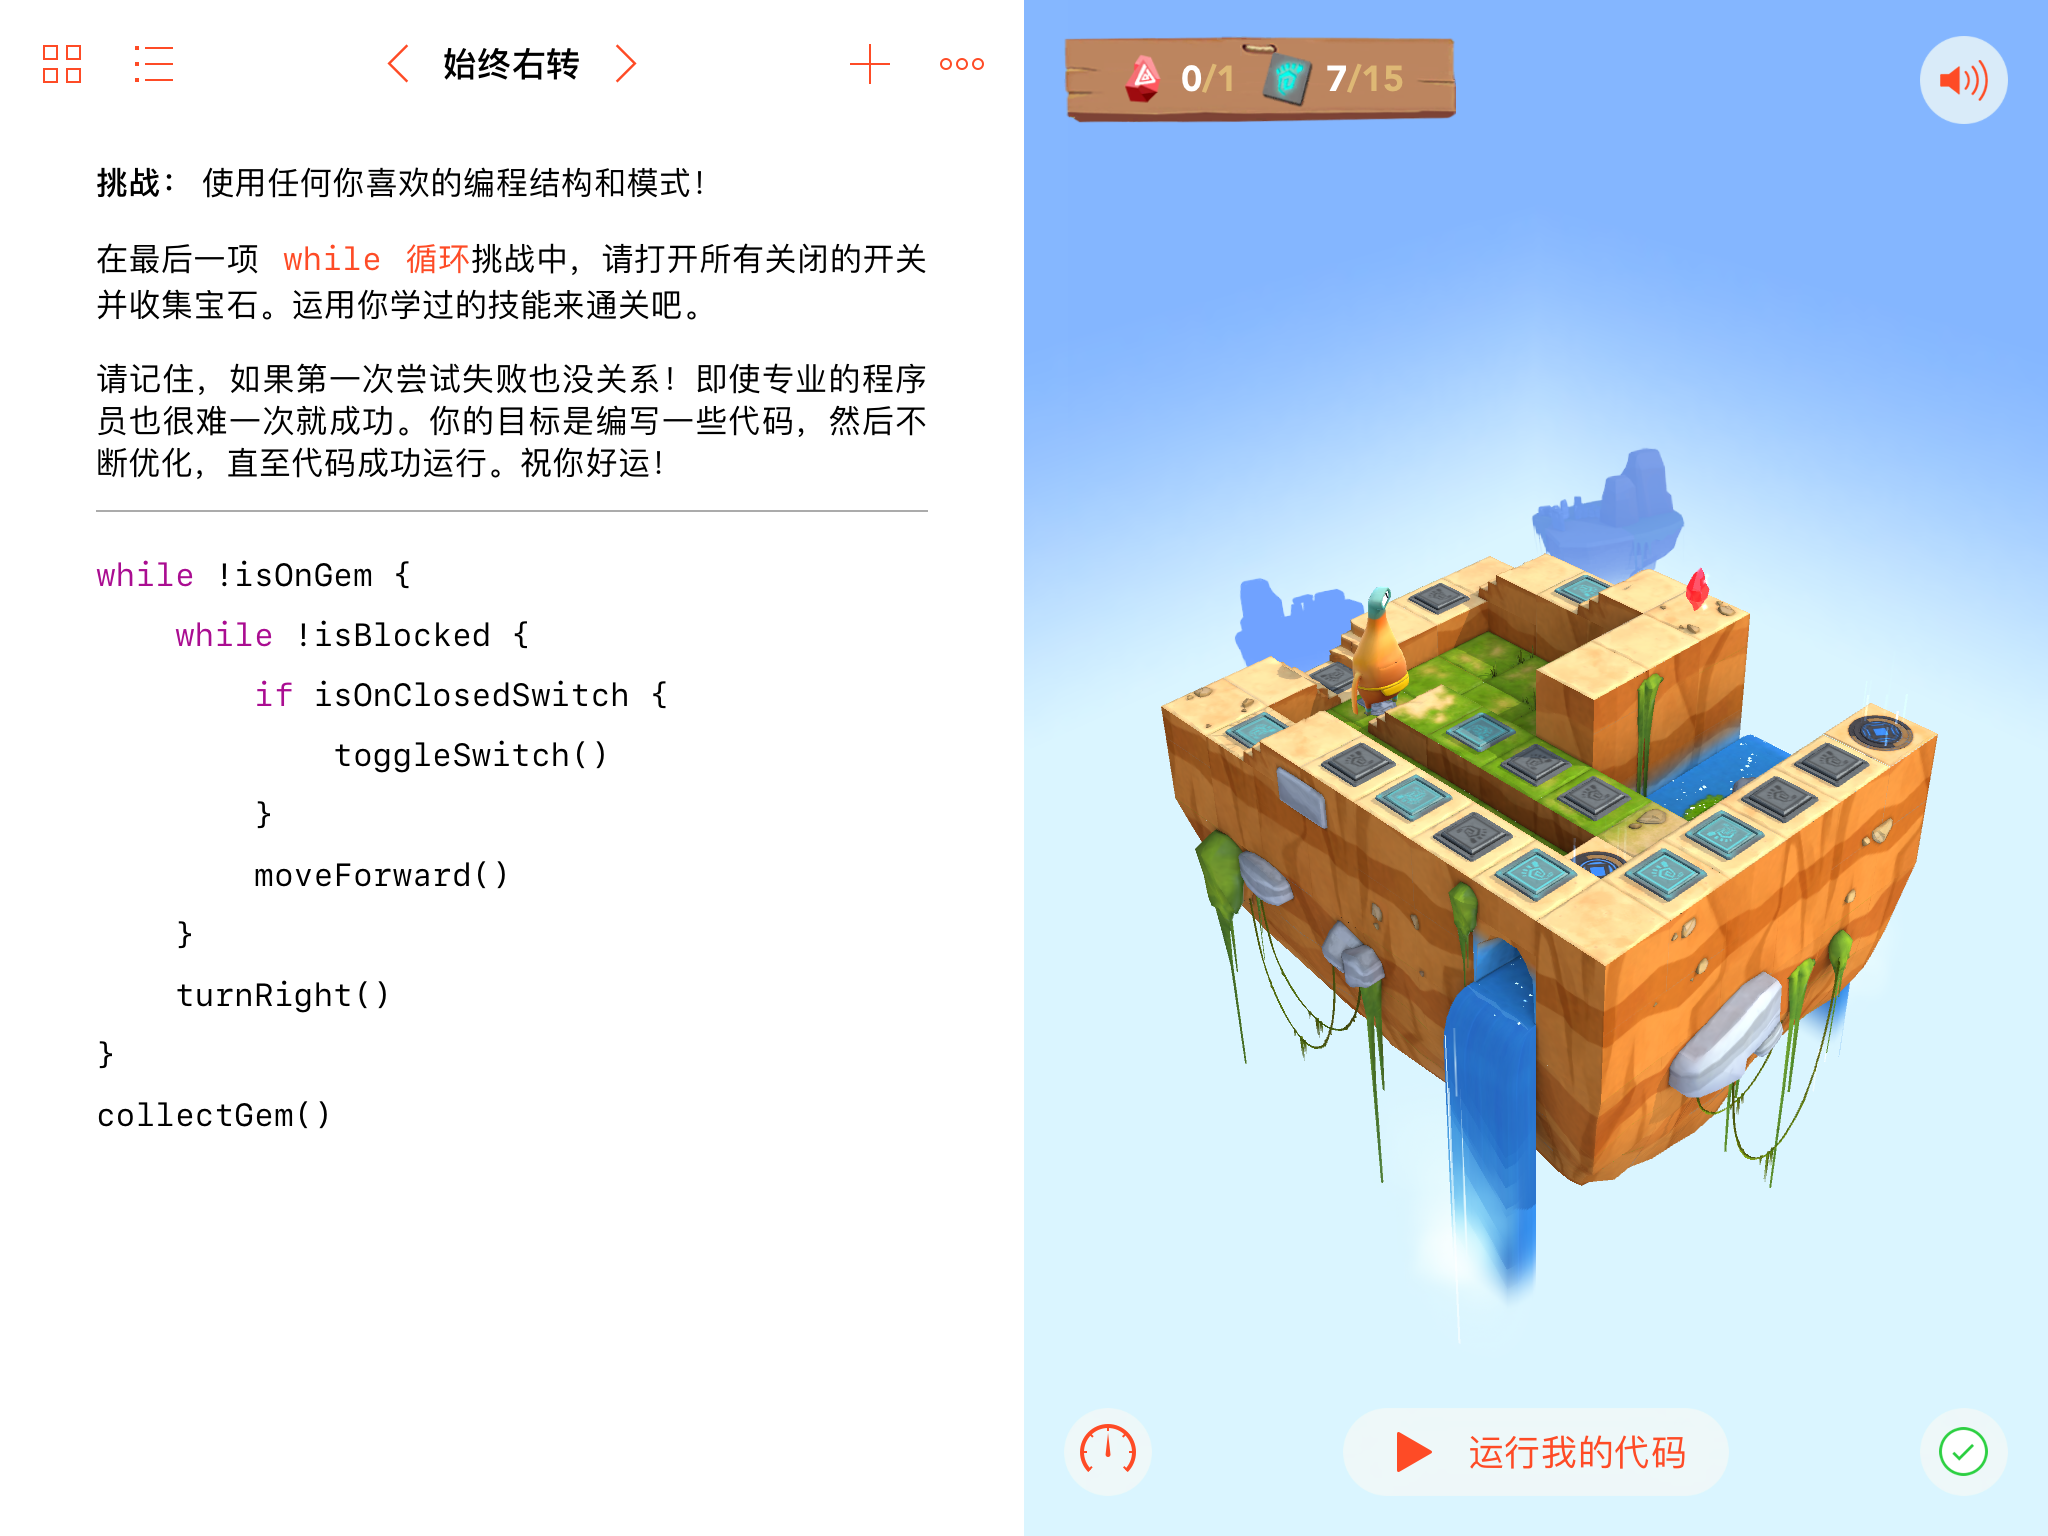 始终右转
挑战： 使用任何你喜欢的编程结构和模式！
在最后一项 while 循环挑战中，请打开所有关闭的开关
并收集宝石。运用你学过的技能来通关吧。
请记住，如果第一次尝试失败也没关系！即使专业的程序
员也很难一次就成功。你的目标是编写一些代码，然后不
断优化，直至代码成功运行。祝你好运！
while !isOnGem {
while !isBlocked {
if isOnClosedSwitch {
toggleSwitch()
}
moveForward()
}
turnRight()
}
collectGem()
0/1 7/15
运行我的代码